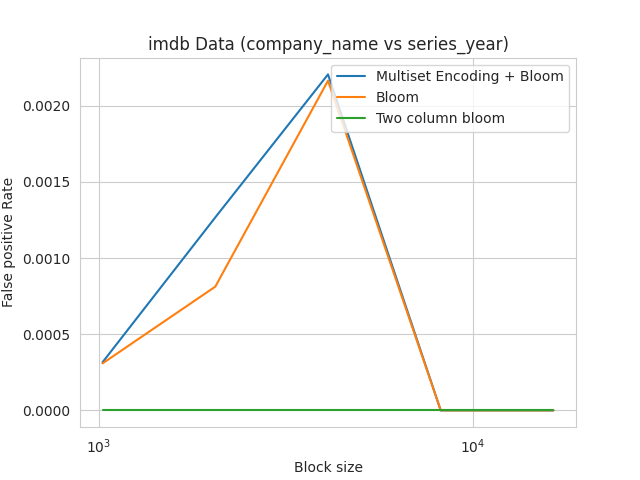 imdb Data (company_name vs series_year)
Multiset Encoding + Bloom
Bloom
Two column bloom
False positive Rate
0.0020
0.0015
0.0010
0.0005
0.0000
10³
10⁴
Block size